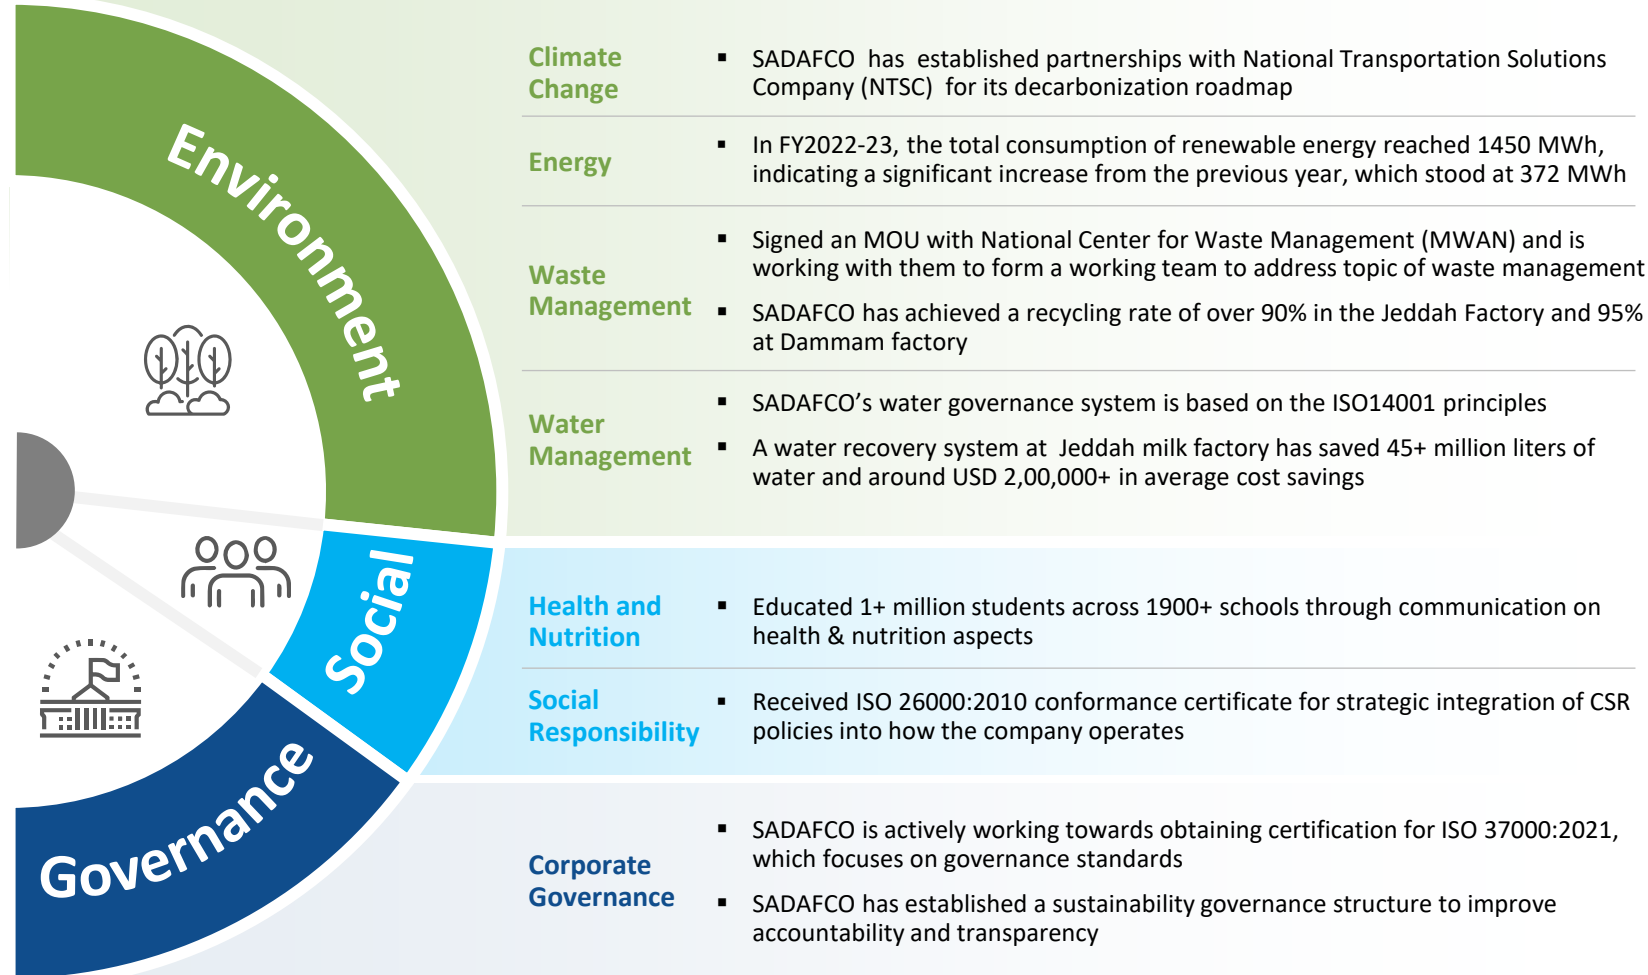 Environment
Climate
Change
▪ SADAFCO has established partnerships with National Transportation Solutions
Company (NTSC) for its decarbonization roadmap
Energy
▪ In FY2022-23, the total consumption of renewable energy reached 1450 MWh,
indicating a significant increase from the previous year, which stood at 372 MWh
Waste
Management
▪ Signed an MOU with National Center for Waste Management (MWAN) and is
working with them to form a working team to address topic of waste management
▪ SADAFCO has achieved a recycling rate of over 90% in the Jeddah Factory and 95%
at Dammam factory
Water
Management
▪ SADAFCO’s water governance system is based on the ISO14001 principles
▪ A water recovery system at Jeddah milk factory has saved 45+ million liters of
water and around USD 2,00,000+ in average cost savings
Social
Health and
Nutrition
▪ Educated 1+ million students across 1900+ schools through communication on
health & nutrition aspects
Social
Responsibility
▪ Received ISO 26000:2010 conformance certificate for strategic integration of CSR
policies into how the company operates
Governance
Corporate
Governance
▪ SADAFCO is actively working towards obtaining certification for ISO 37000:2021,
which focuses on governance standards
▪ SADAFCO has established a sustainability governance structure to improve
accountability and transparency